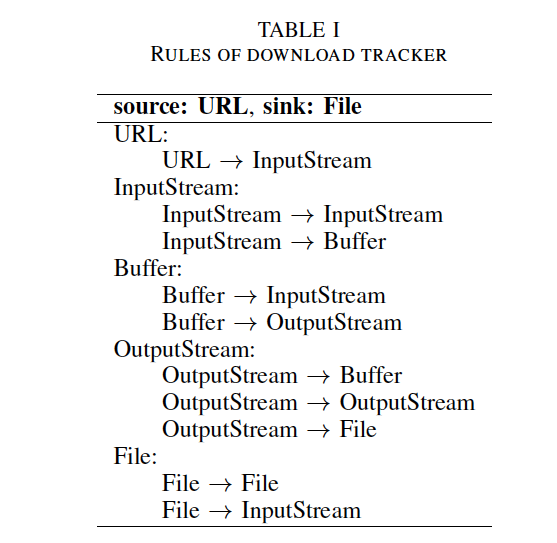 TABLE I
RULES OF DOWNLOAD TRACKER
source: URL, sink: File
URL:
URL → InputStream
InputStream:
InputStream → InputStream
InputStream → Buffer
Buffer:
Buffer → InputStream
Buffer → OutputStream
OutputStream:
OutputStream → Buffer
OutputStream → OutputStream
OutputStream → File
File:
File → File
File → InputStream